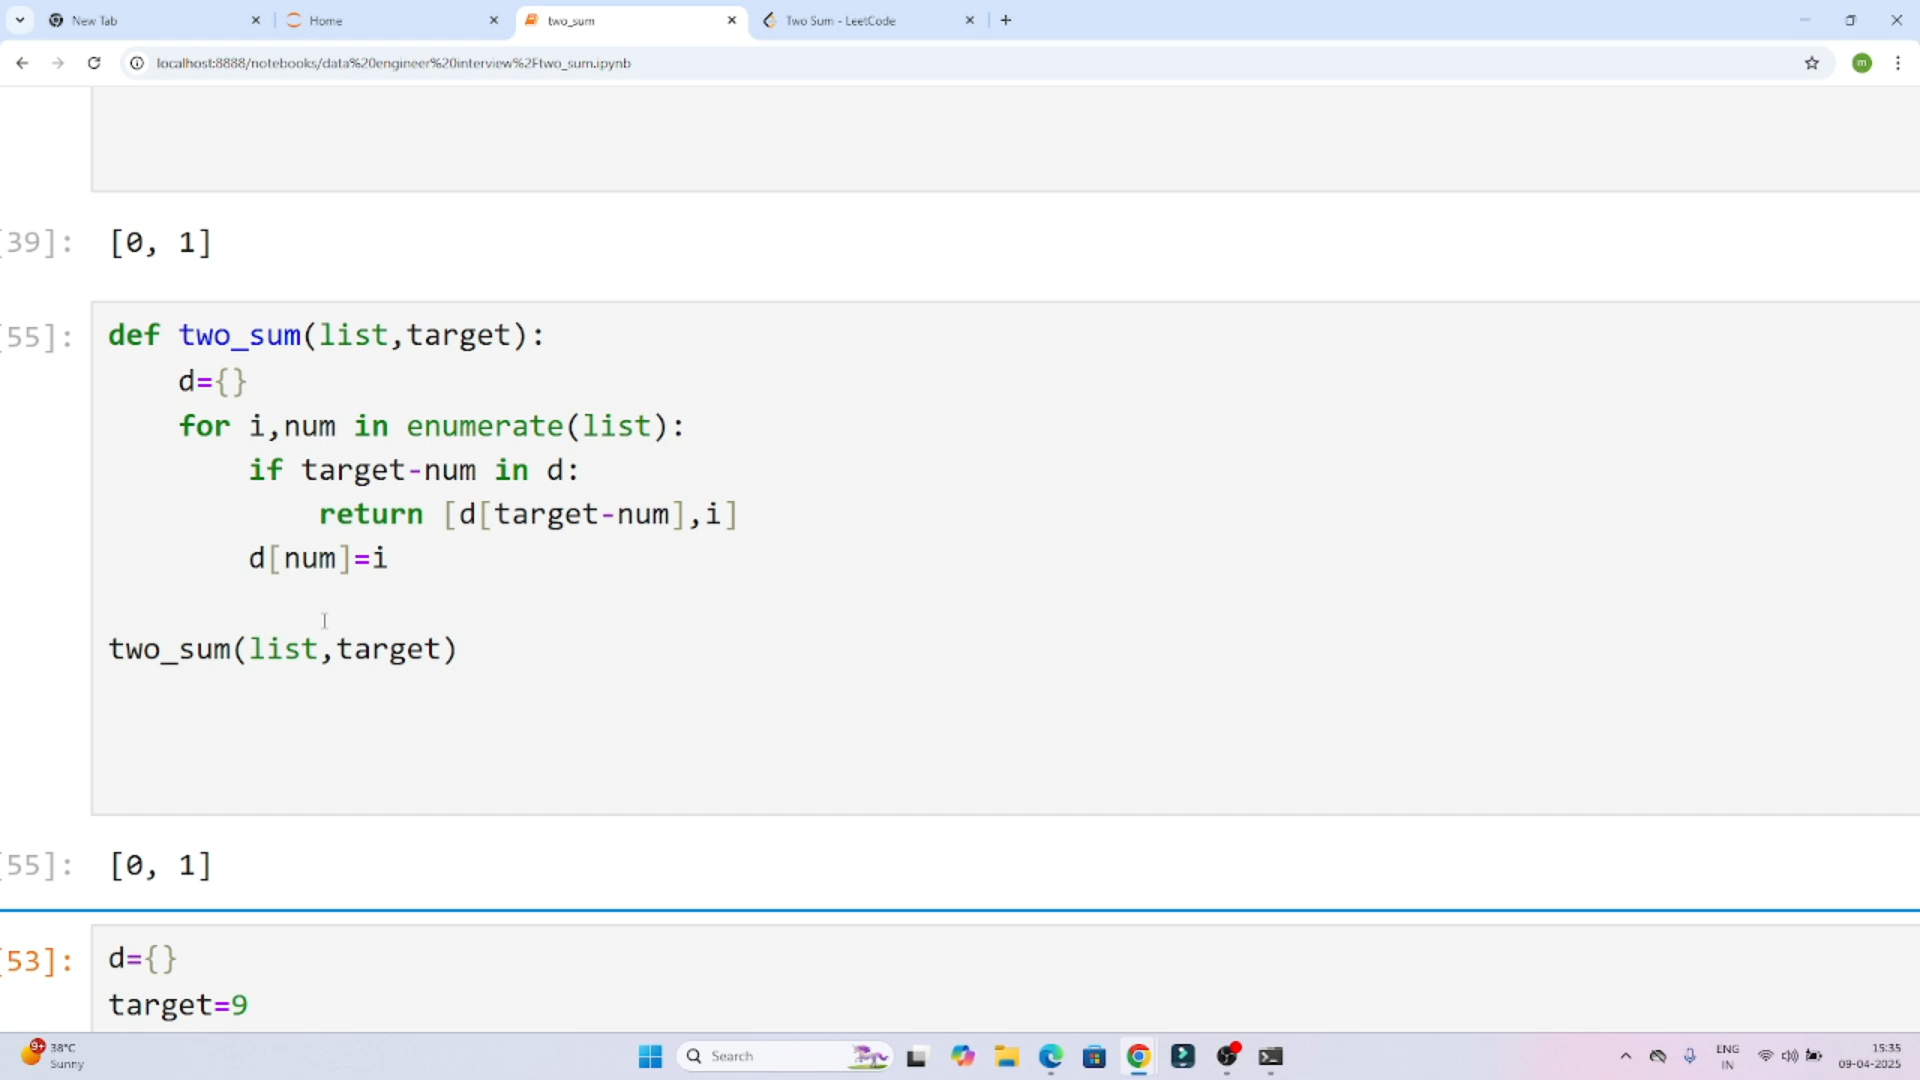 New Tab
Home
two_sum
Two Sum - LeetCode
localhost:8888/notebooks/data%20engineer%20interview%2Ftwo_sum.ipynb
m
[39]:
[0, 1]
[55]:
def two_sum(list,target):
d={}
for i,num in enumerate(list):
if target-num in d:
return [d[target-num],i]
d[num]=i
two_sum(list,target)
[55]:
[0, 1]
[53]:
d={}
target=9
9+
38°C
Sunny
Search
ENG
IN
15:35
09-04-2025